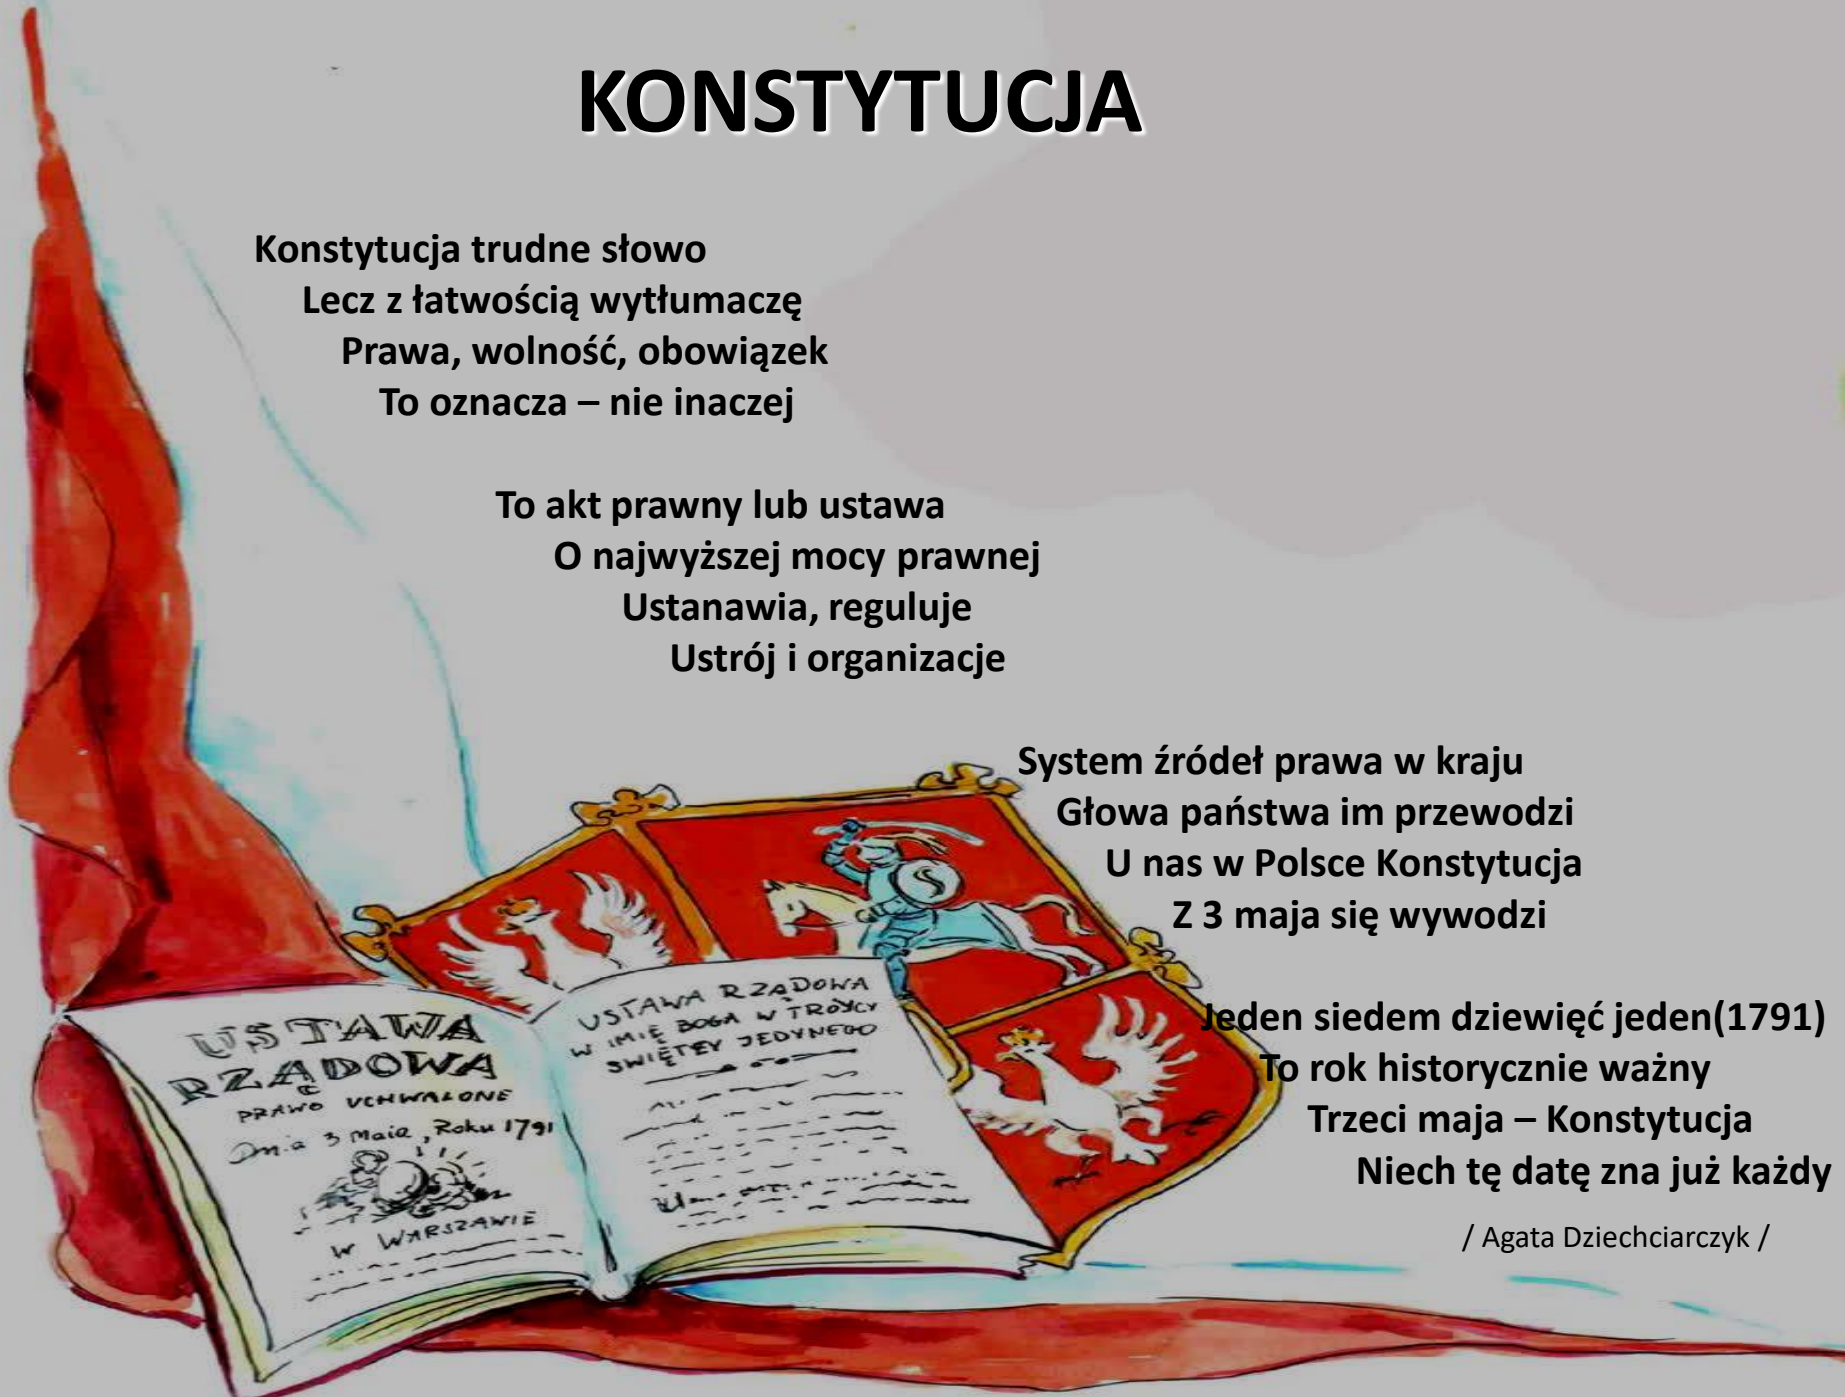 KONSTYTUCJA
Konstytucja trudne słowo
Lecz z łatwością wytłumaczę
Prawa, wolność, obowiązek
To oznacza – nie inaczej
To akt prawny lub ustawa
O najwyższej mocy prawnej
Ustanawia, reguluje
Ustrój i organizacje
System źródeł prawa w kraju
Głowa państwa im przewodzi
U nas w Polsce Konstytucja
Z 3 maja się wywodzi
Jeden siedem dziewięć jeden(1791)
To rok historycznie ważny
Trzeci maja – Konstytucja
Niech tę datę zna już każdy
/ Agata Dziechciarczyk /
USTAWA
RZĄDOWA
PRAWO UCHWALONE
Dnia 3 Maia, Roku 1791
W WARSZAWIE
USTAWA RZĄDOWA
W IMIĘ BOGA W TRÓYCY
SWIĘTEY JEDYNEGO